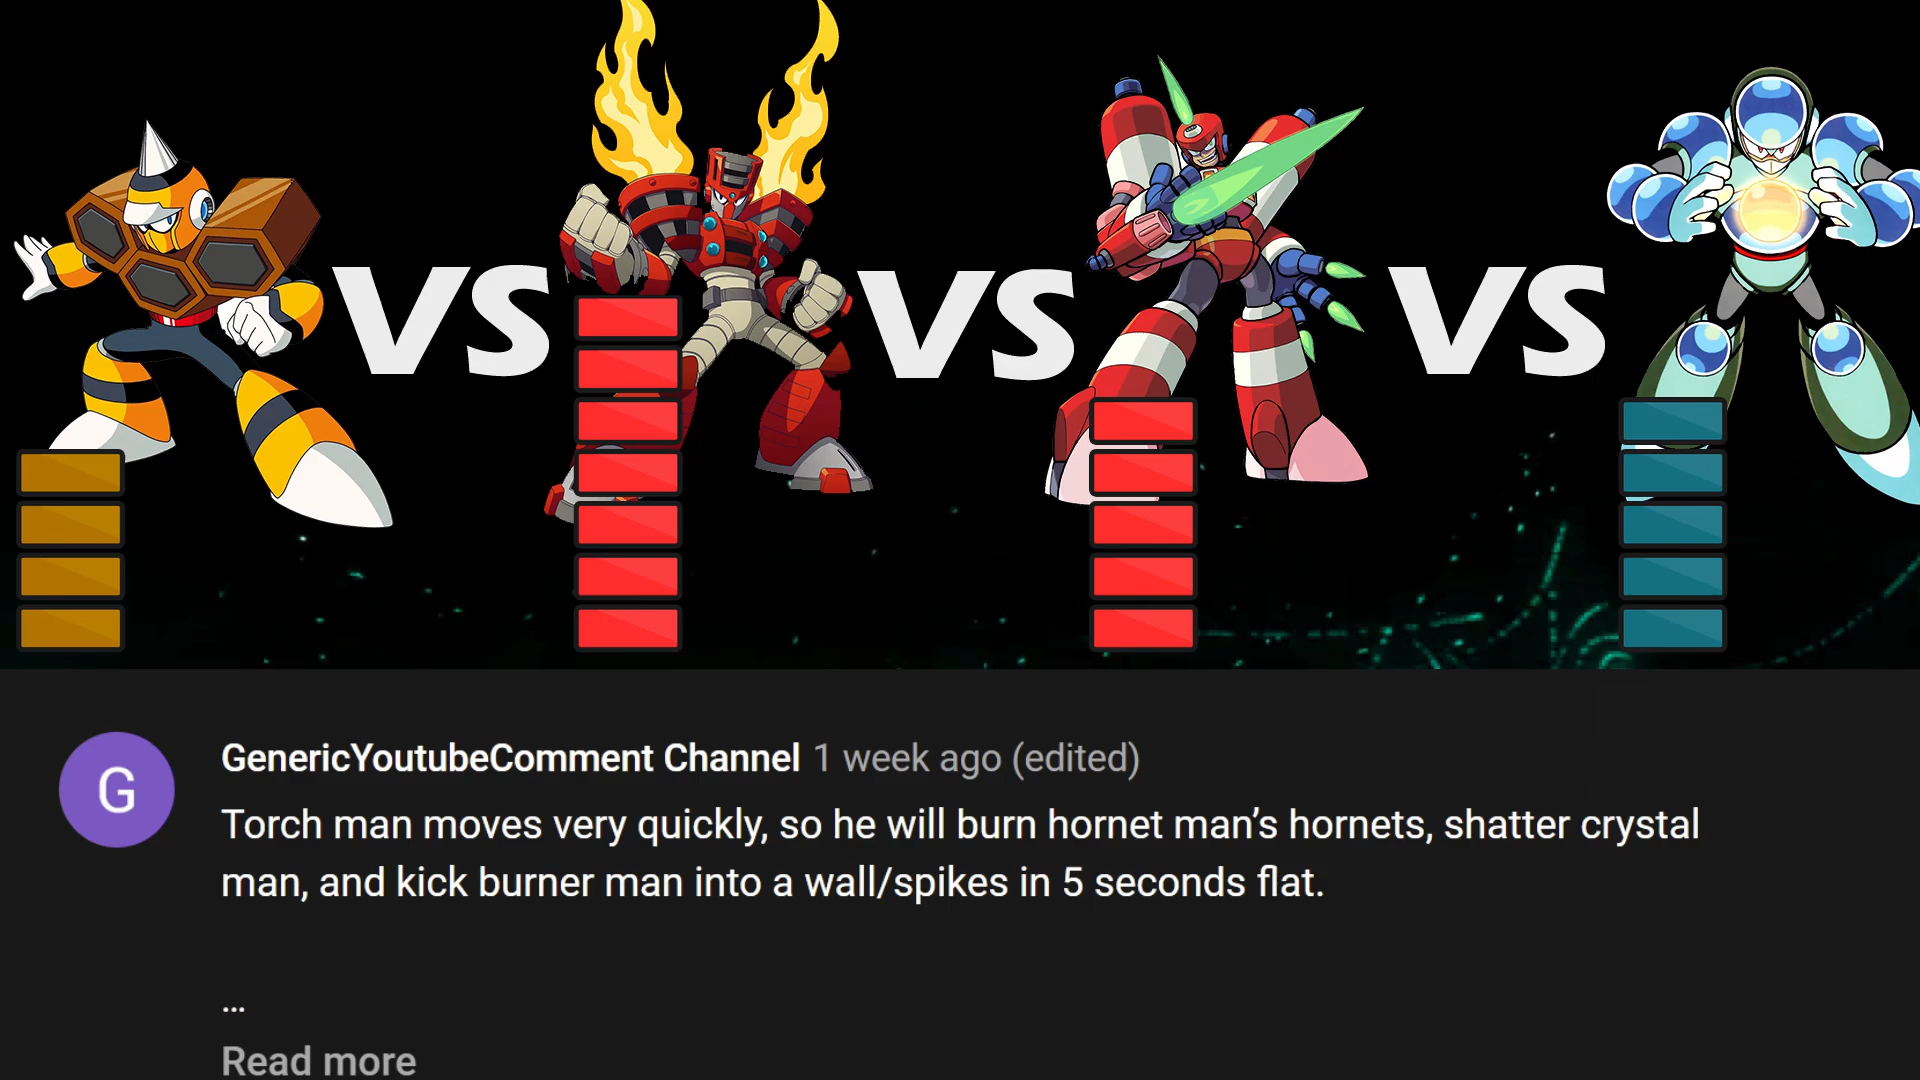 VS VS VS
G
GenericYoutubeComment Channel 1 week ago (edited)
Torch man moves very quickly, so he will burn hornet man’s hornets, shatter crystal
man, and kick burner man into a wall/spikes in 5 seconds flat.
...
Read more